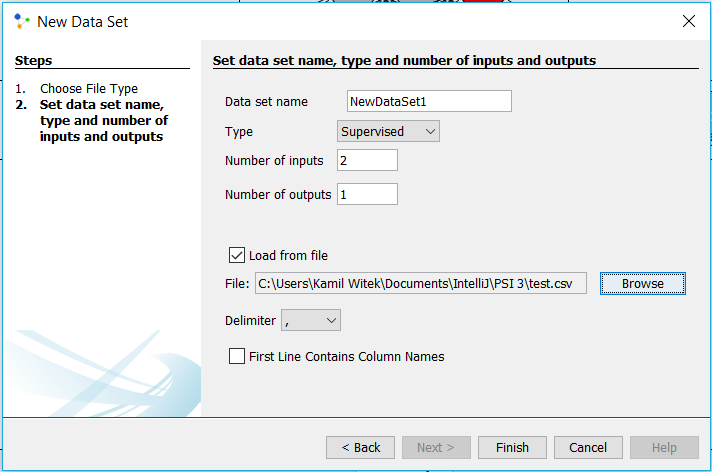 New Data Set
Steps
1. Choose File Type
2. Set data set name,
type and number of
inputs and outputs
Set data set name, type and number of inputs and outputs
Data set name NewDataSet1
Type Supervised
Number of inputs 2
Number of outputs 1
Load from file
File: C:\Users\Kamil Witek\Documents\IntelliJ\PSI 3\test.csv Browse
Delimiter ,
First Line Contains Column Names
< Back Next > Finish Cancel Help